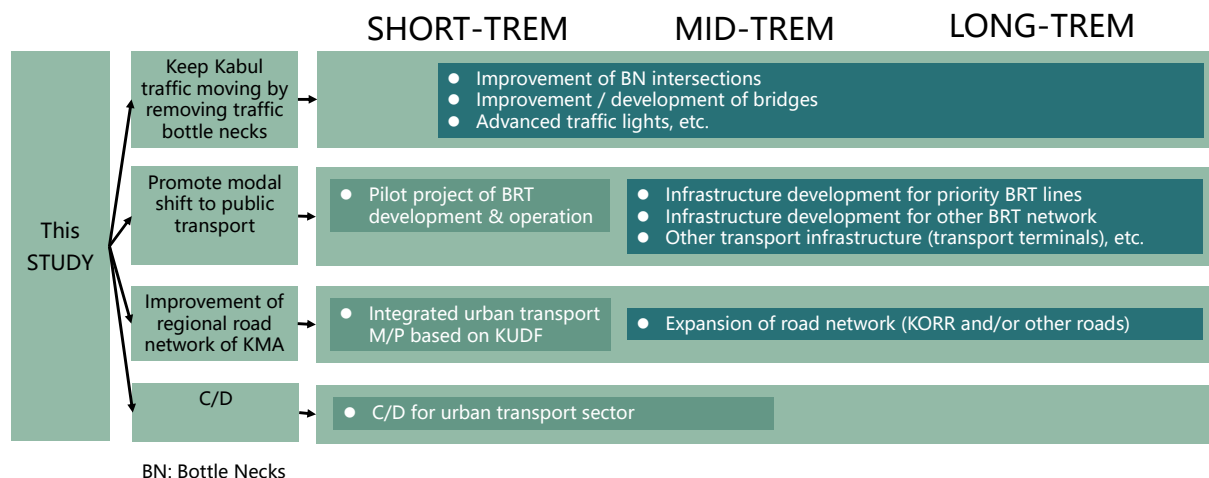 SHORT-TREM MID-TREM LONG-TREM
This
STUDY
Keep Kabul
traffic moving by
removing traffic
bottle necks
● Improvement of BN intersections
● Improvement / development of bridges
● Advanced traffic lights, etc.
Promote modal
shift to public
transport
● Pilot project of BRT
development & operation
● Infrastructure development for priority BRT lines
● Infrastructure development for other BRT network
● Other transport infrastructure (transport terminals), etc.
Improvement of
regional road
network of KMA
● Integrated urban transport
M/P based on KUDF
● Expansion of road network (KORR and/or other roads)
C/D
● C/D for urban transport sector
BN: Bottle Necks